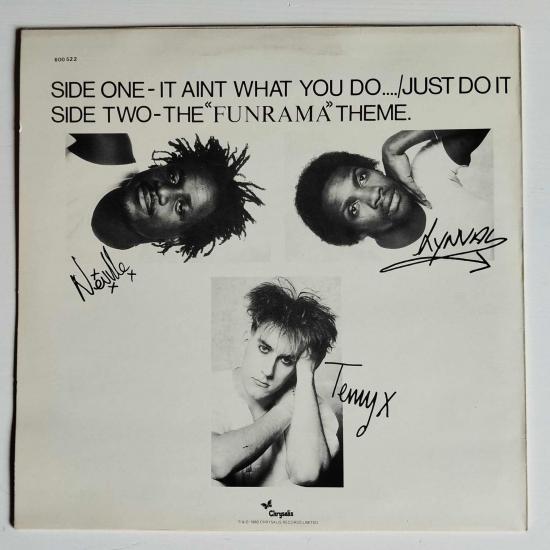 600 522
SIDE ONE-IT AINT WHAT YOU DO..../JUST DO IT
SIDE TWO-THE "FUNRAMA" THEME.
Neville
Lynval
Terry x
Chrysalis
P & © 1982 CHRYSALIS RECORDS LIMITED